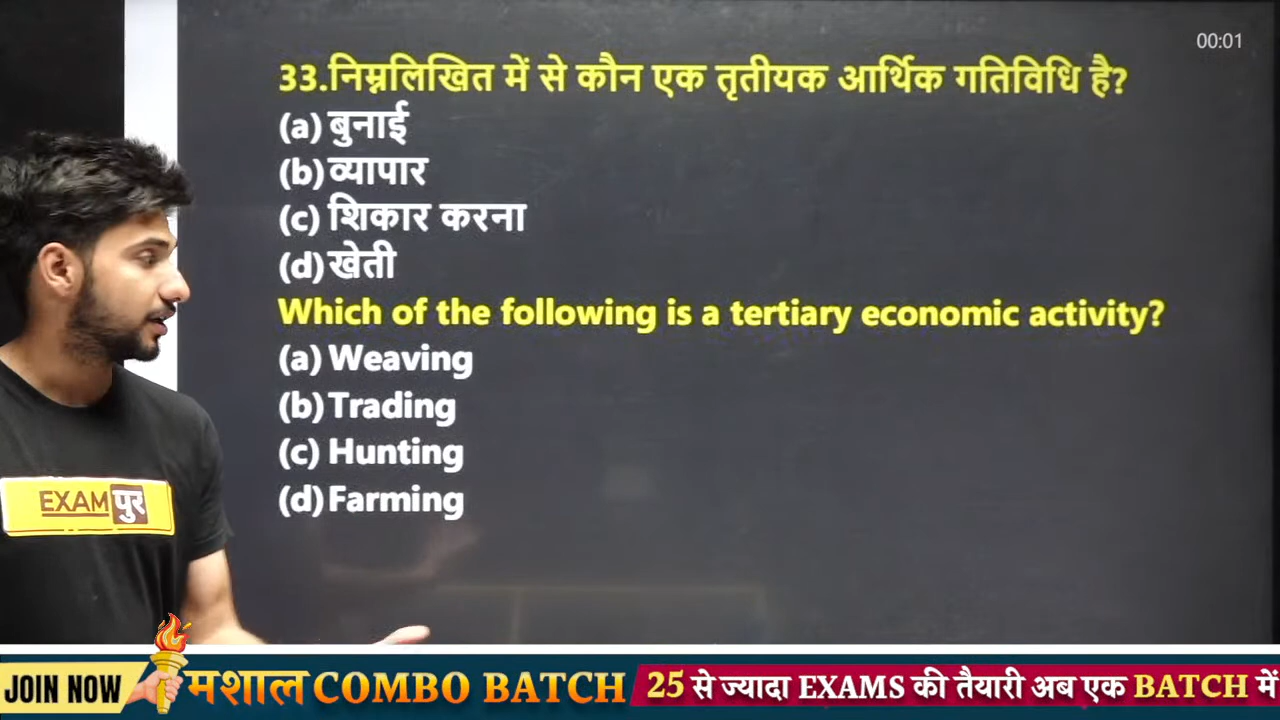 00:01
33.निम्नलिखित में से कौन एक तृतीयक आर्थिक गतिविधि है?
(a) बुनाई
(b) व्यापार
(c) शिकार करना
(d) खेती
Which of the following is a tertiary economic activity?
(a) Weaving
(b) Trading
(c) Hunting
(d) Farming
EXAM पुर
JOIN NOW मशाल COMBO BATCH 25 से ज्यादा EXAMS की तैयारी अब एक BATCH में